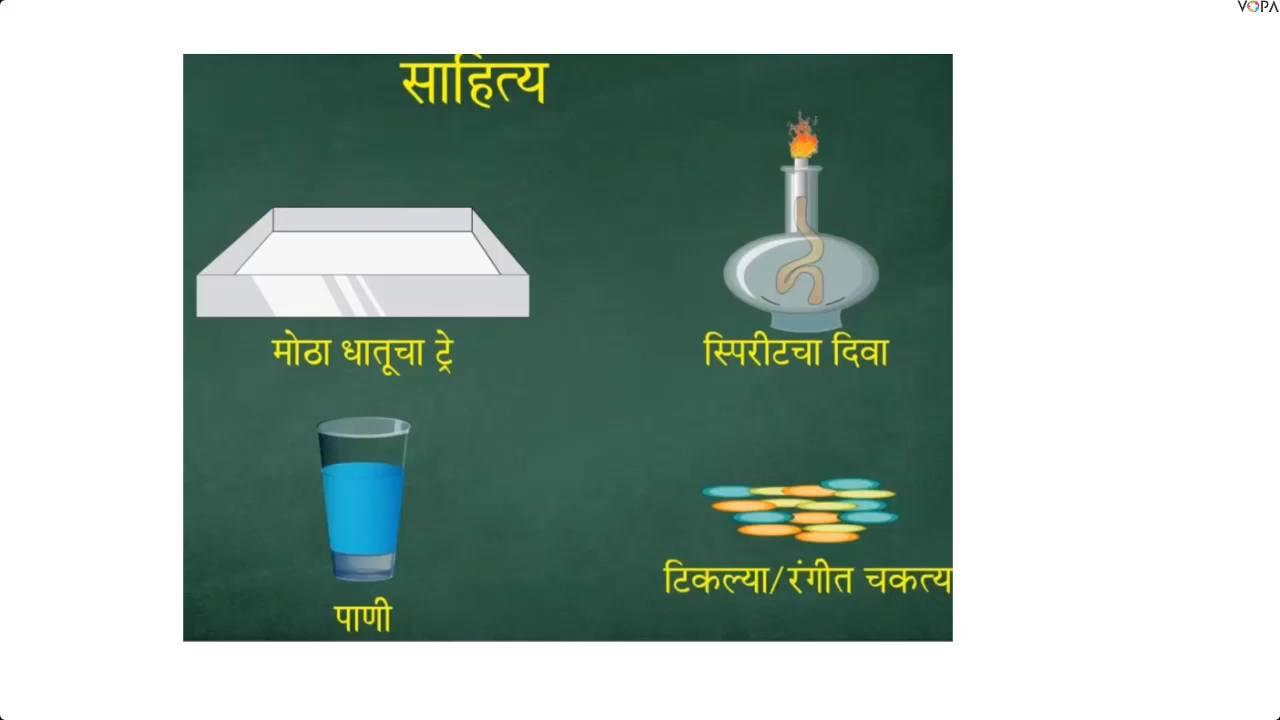 VOPA
साहित्य
मोठा धातूचा ट्रे
स्पिरीटचा दिवा
पाणी
टिकल्या/रंगीत चकत्य